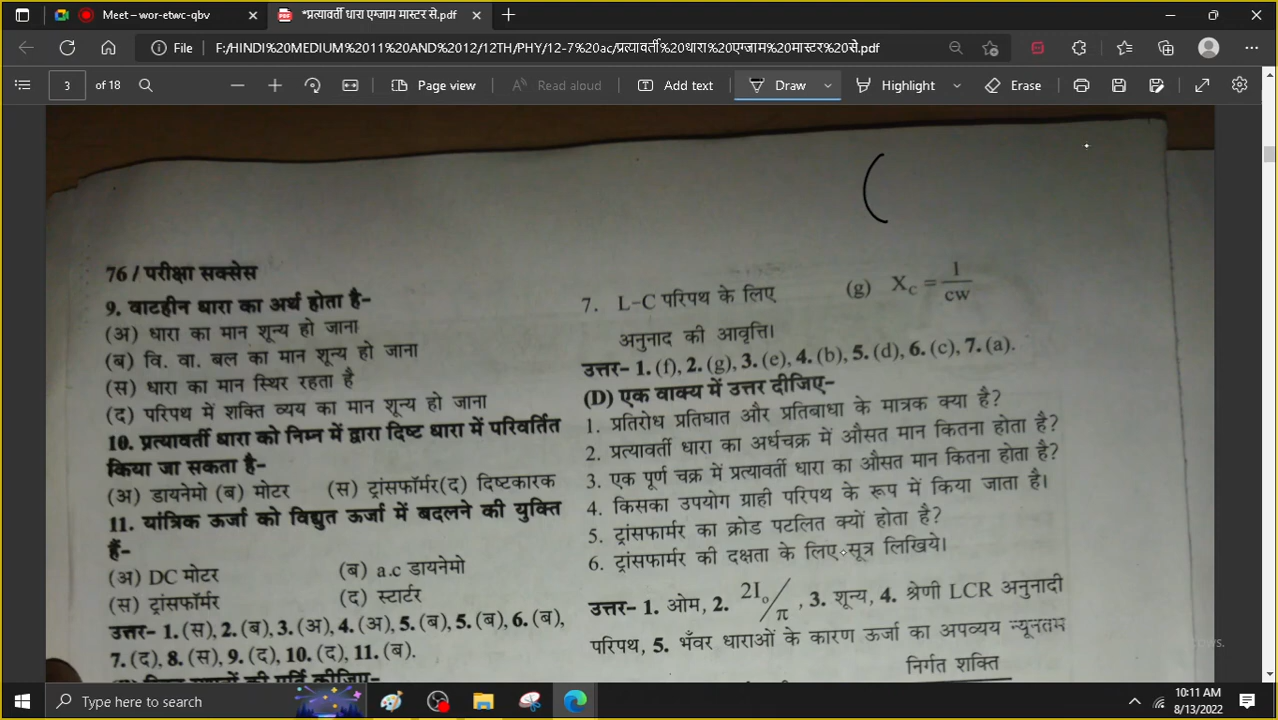 Meet – wor-etwc-qbv
*प्रत्यावर्ती धारा एग्जाम मास्टर से.pdf
File
F:/HINDI%20MEDIUM%2011%20AND%2012/12TH/PHY/12-7%20ac/प्रत्यावर्ती%20धारा%20एग्जाम%20मास्टर%20से.pdf
3 of 18
Page view
Read aloud
Add text
Draw
Highlight
Erase
76 / परीक्षा सक्सेस
9. वाटहीन धारा का अर्थ होता है-
(अ) धारा का मान शून्य हो जाना
(ब) वि. वा. बल का मान शून्य हो जाना
(स) धारा का मान स्थिर रहता है
(द) परिपथ में शक्ति व्यय का मान शून्य हो जाना
10. प्रत्यावर्ती धारा को निम्न में द्वारा दिष्ट धारा में परिवर्तित
किया जा सकता है-
(अ) डायनेमो (ब) मोटर (स) ट्रांसफॉर्मर(द) दिष्टकारक
11. यांत्रिक ऊर्जा को विद्युत ऊर्जा में बदलने की युक्ति
हैं-
(अ) DC मोटर (ब) a.c डायनेमो
(स) ट्रांसफॉर्मर (द) स्टार्टर
उत्तर- 1. (स), 2. (ब), 3. (अ), 4. (अ), 5. (ब), 5. (ब), 6. (ब),
7. (द), 8. (स), 9. (द), 10. (द), 11. (ब).
7. L-C परिपथ के लिए (g) Xc = 1/cw
अनुनाद की आवृत्ति।
उत्तर- 1. (f), 2. (g), 3. (e), 4. (b), 5. (d), 6. (c), 7. (a).
(D) एक वाक्य में उत्तर दीजिए-
1. प्रतिरोध प्रतिघात और प्रतिबाधा के मात्रक क्या है?
2. प्रत्यावर्ती धारा का अर्धचक्र में औसत मान कितना होता है?
3. एक पूर्ण चक्र में प्रत्यावर्ती धारा का औसत मान कितना होता है?
4. किसका उपयोग ग्राही परिपथ के रूप में किया जाता है।
5. ट्रांसफार्मर का क्रोड पटलित क्यों होता है?
6. ट्रांसफार्मर की दक्षता के लिए सूत्र लिखिये।
उत्तर- 1. ओम, 2. 2I₀/π, 3. शून्य, 4. श्रेणी LCR अनुनादी
परिपथ, 5. भँवर धाराओं के कारण ऊर्जा का अपव्यय न्यूनतम
निर्गत शक्ति
Type here to search
10:11 AM
8/13/2022